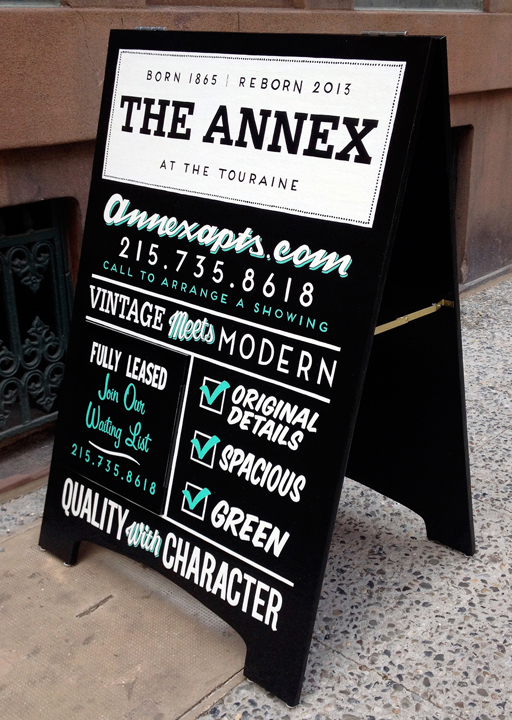 BORN 1865 | REBORN 2013
THE ANNEX
AT THE TOURAINE
annexapts.com
215.735.8618
CALL TO ARRANGE A SHOWING
VINTAGE Meets MODERN
FULLY LEASED
Join Our
Waiting List
215.735.8618
ORIGINAL
DETAILS
SPACIOUS
GREEN
QUALITY With CHARACTER